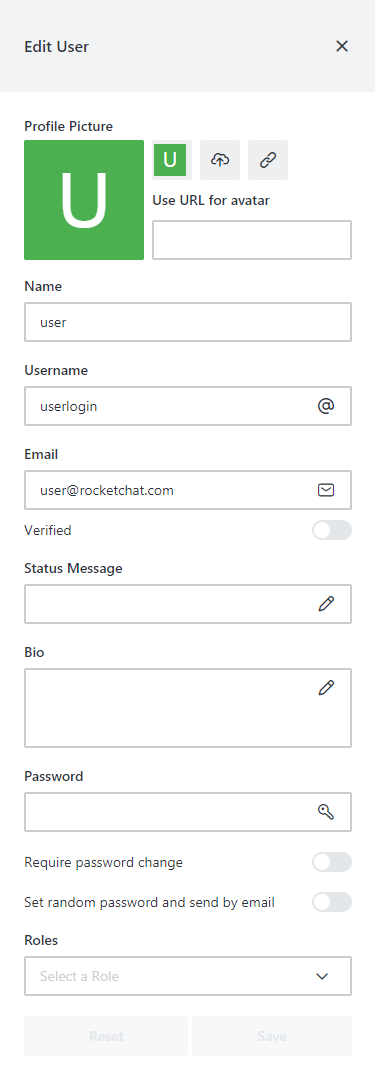 Edit User
Profile Picture
U
U
Use URL for avatar
Name
user
Username
userlogin
@
Email
user@rocketchat.com
Verified
Status Message
Bio
Password
Require password change
Set random password and send by email
Roles
Select a Role
Reset
Save